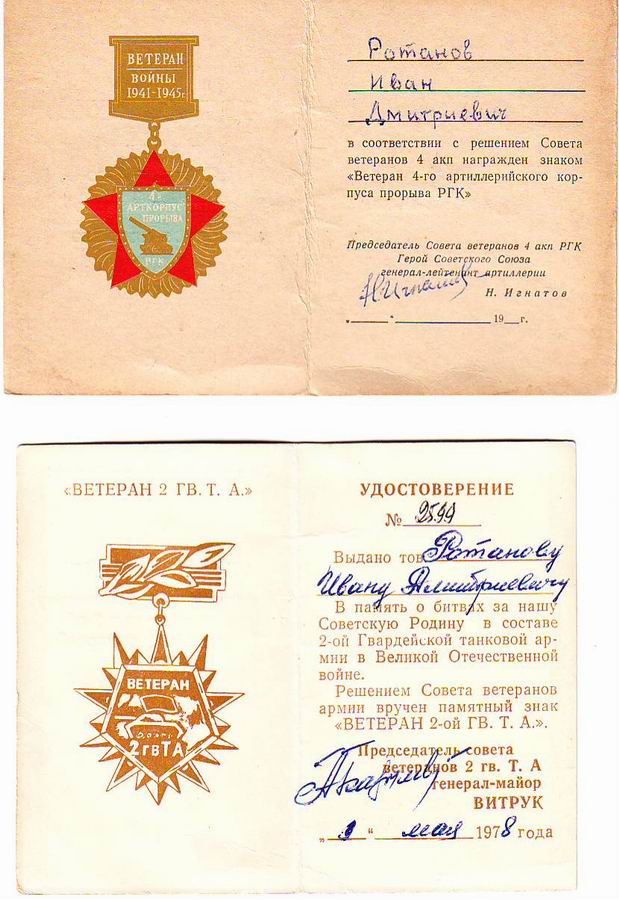 ВЕТЕРАН
ВОЙНЫ
1941-1945г.
4й
АРТКОРПУС
ПРОРЫВА
РГК
Ротанов
Иван
Дмитриевич
в соответствии с решением Совета
ветеранов 4 акп награжден знаком
«Ветеран 4-го артиллерийского кор-
пуса прорыва РГК»
Председатель Совета ветеранов 4 акп РГК
Герой Советского Союза
генерал-лейтенант артиллерии
Н. Игнатов
„ “ 19 г.
«ВЕТЕРАН 2 ГВ. Т. А.»
ВЕТЕРАН
2 ГВ ТА
УДОСТОВЕРЕНИЕ
№ 2599
Выдано тов Ротанову
Ивану Дмитриевичу
В память о битвах за нашу
Советскую Родину в составе
2-ой Гвардейской танковой ар-
мии в Великой Отечественной
войне.
Решением Совета ветеранов
армии вручен памятный знак
«ВЕТЕРАН 2-ой ГВ. Т. А.».
Председатель совета
ветеранов 2 гв. Т. А
генерал-майор
ВИТРУК
„ 9 “ мая 1978 года